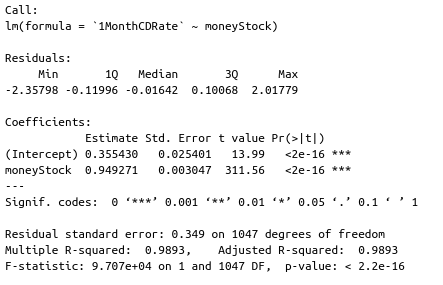 Call:
lm(formula = `1MonthCDRate` ~ moneyStock)
Residuals:
Min 1Q Median 3Q Max
-2.35798 -0.11996 -0.01642 0.10068 2.01779
Coefficients:
Estimate Std. Error t value Pr(>|t|)
(Intercept) 0.355430 0.025401 13.99 <2e-16 ***
moneyStock 0.949271 0.003047 311.56 <2e-16 ***
---
Signif. codes: 0 ‘***’ 0.001 ‘**’ 0.01 ‘*’ 0.05 ‘.’ 0.1 ‘ ’ 1
Residual standard error: 0.349 on 1047 degrees of freedom
Multiple R-squared: 0.9893, Adjusted R-squared: 0.9893
F-statistic: 9.707e+04 on 1 and 1047 DF, p-value: < 2.2e-16